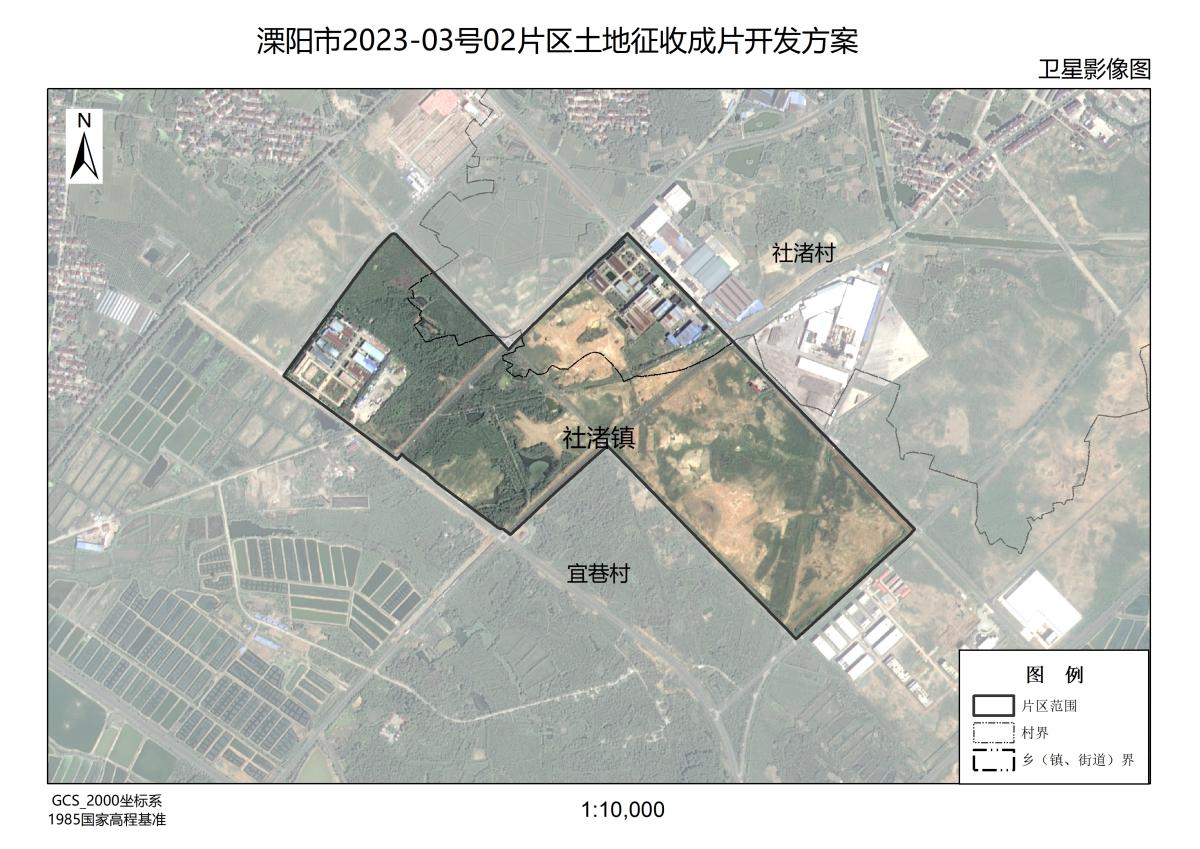 溧阳市2023-03号02片区土地征收成片开发方案
卫星影像图
N
社渚村
社渚镇
宜巷村
图 例
片区范围
村界
乡（镇、街道）界
GCS_2000坐标系
1985国家高程基准
1:10,000